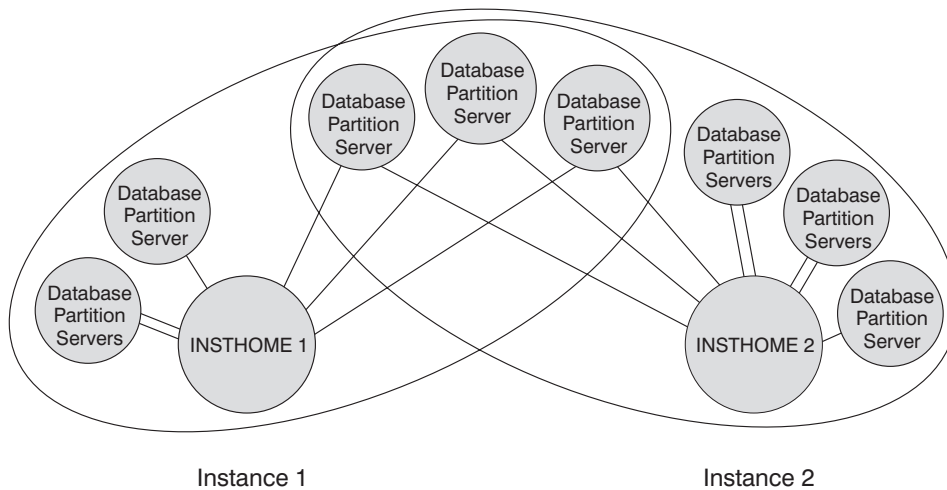 Database
Partition
Server
Database
Partition
Server
Database
Partition
Server
Database
Partition
Servers
Database
Partition
Server
Database
Partition
Servers
Database
Partition
Servers
Database
Partition
Server
INSTHOME 1
INSTHOME 2
Instance 1
Instance 2